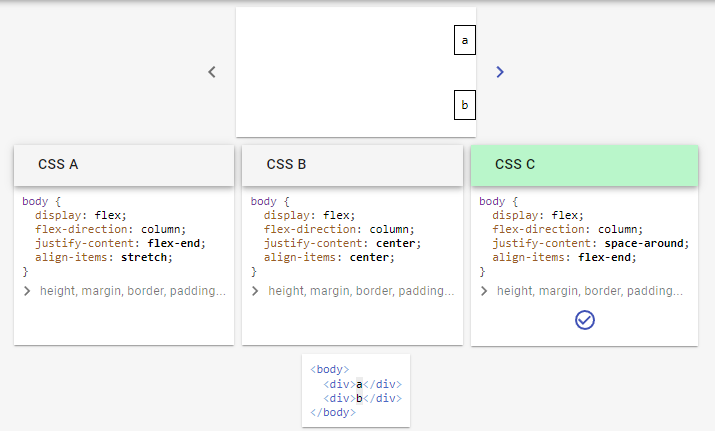 a
b
CSS A
body {
  display: flex;
  flex-direction: column;
  justify-content: flex-end;
  align-items: stretch;
}
height, margin, border, padding...
CSS B
body {
  display: flex;
  flex-direction: column;
  justify-content: center;
  align-items: center;
}
height, margin, border, padding...
CSS C
body {
  display: flex;
  flex-direction: column;
  justify-content: space-around;
  align-items: flex-end;
}
height, margin, border, padding...
<body>
  <div>a</div>
  <div>b</div>
</body>